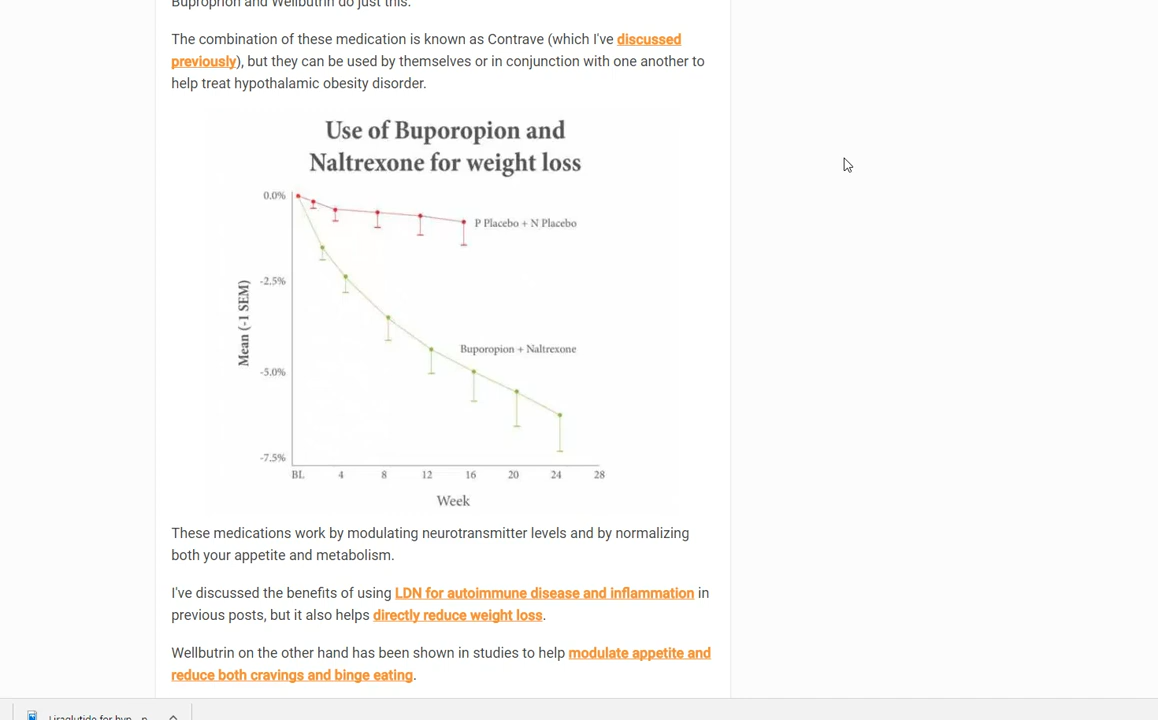 Buproprion and Wellbutrin do just this.
The combination of these medication is known as Contrave (which I've discussed
previously), but they can be used by themselves or in conjunction with one another to
help treat hypothalamic obesity disorder.
Use of Buporopion and
Naltrexone for weight loss
0.0%
P Placebo + N Placebo
-2.5%
Mean (-1 SEM)
Buporopion + Naltrexone
-5.0%
-7.5%
BL 4 8 12 16 20 24 28
Week
These medications work by modulating neurotransmitter levels and by normalizing
both your appetite and metabolism.
I've discussed the benefits of using LDN for autoimmune disease and inflammation in
previous posts, but it also helps directly reduce weight loss.
Wellbutrin on the other hand has been shown in studies to help modulate appetite and
reduce both cravings and binge eating.
Liraglutide for hyp